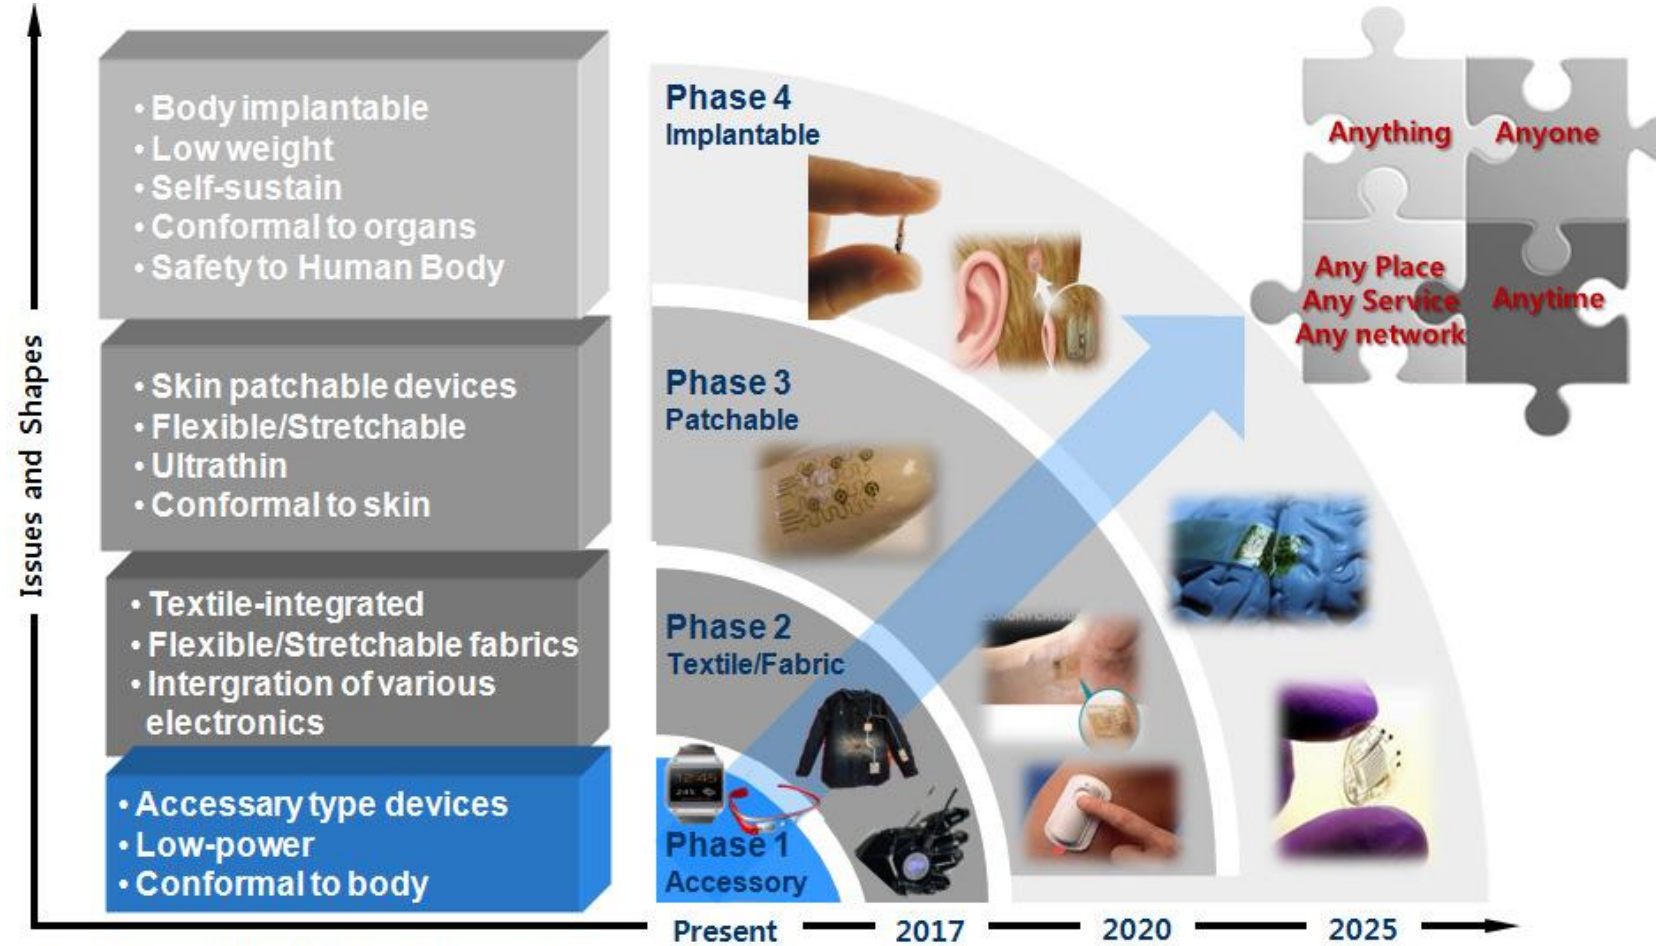 Issues and Shapes
• Body implantable
• Low weight
• Self-sustain
• Conformal to organs
• Safety to Human Body
• Skin patchable devices
• Flexible/Stretchable
• Ultrathin
• Conformal to skin
• Textile-integrated
• Flexible/Stretchable fabrics
• Intergration of various
electronics
• Accessary type devices
• Low-power
• Conformal to body
Phase 4
Implantable
Phase 3
Patchable
Phase 2
Textile/Fabric
12:45
Phase 1
Accessory
Anything
Anyone
Any Place
Any Service
Any network
Anytime
Present
2017
2020
2025